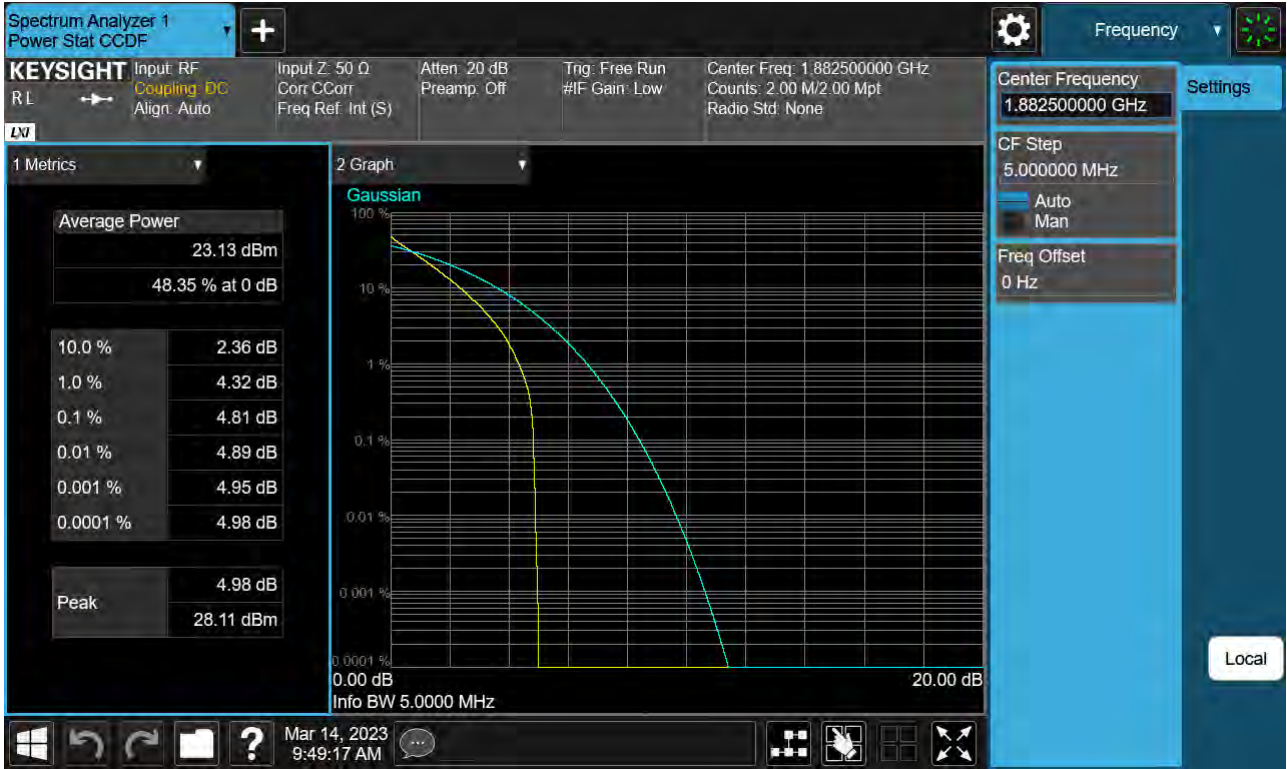 Spectrum Analyzer 1
Power Stat CCDF
+
Frequency
KEYSIGHT
R L
LXI
Input: RF
Coupling: DC
Align: Auto
Input Z: 50 Ω
Corr CCorr
Freq Ref: Int (S)
Atten: 20 dB
Preamp: Off
Trig: Free Run
#IF Gain: Low
Center Freq: 1.882500000 GHz
Counts: 2.00 M/2.00 Mpt
Radio Std: None
Center Frequency
1.882500000 GHz
Settings
CF Step
5.000000 MHz
Auto
Man
Freq Offset
0 Hz
Local
1 Metrics
Average Power
23.13 dBm
48.35 % at 0 dB
10.0 % 2.36 dB
1.0 % 4.32 dB
0.1 % 4.81 dB
0.01 % 4.89 dB
0.001 % 4.95 dB
0.0001 % 4.98 dB
Peak 4.98 dB
28.11 dBm
2 Graph
Gaussian
100 %
10 %
1 %
0.1 %
0.01 %
0.001 %
0.0001 %
0.00 dB 20.00 dB
Info BW 5.0000 MHz
?
Mar 14, 2023
9:49:17 AM